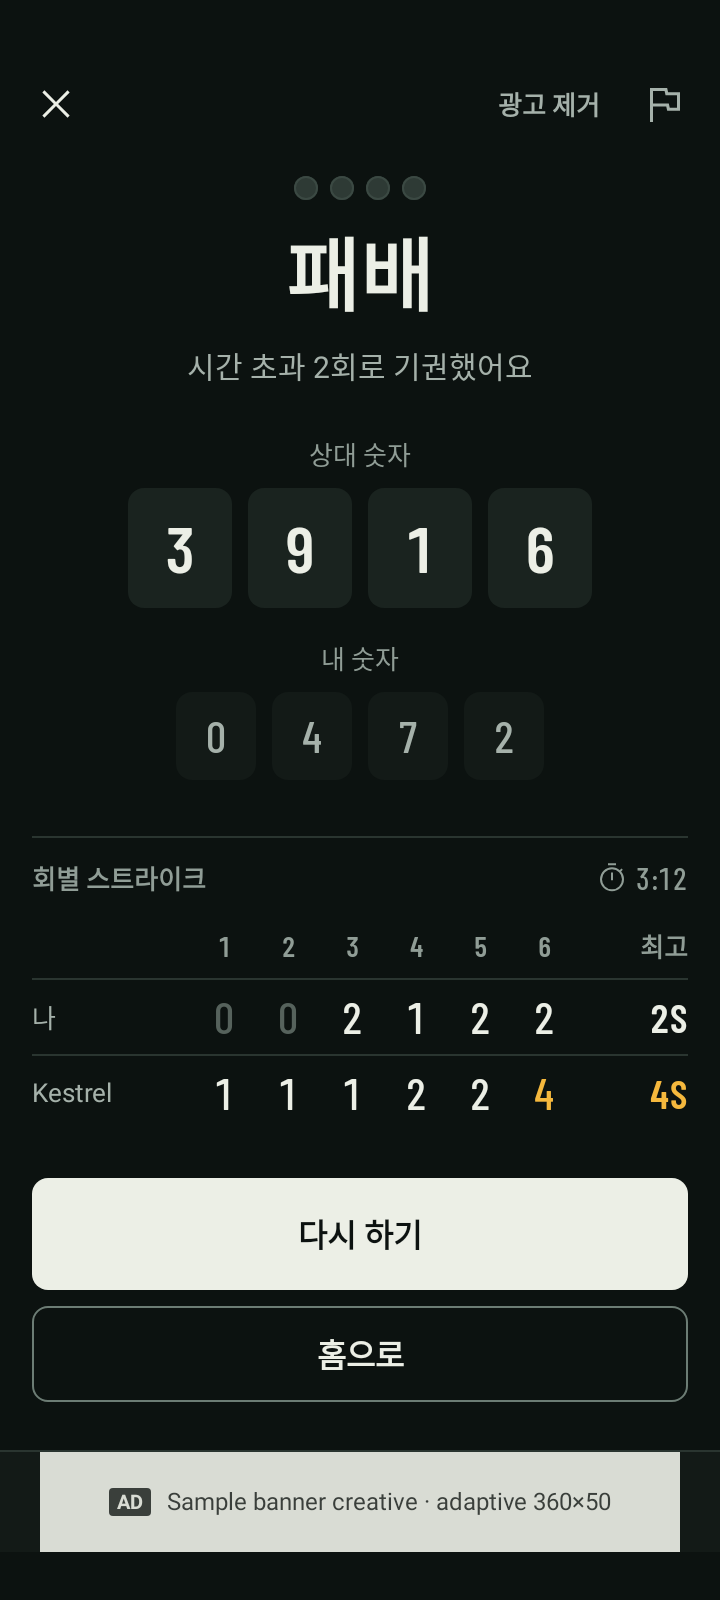 광고 제거
패배
시간 초과 2회로 기권했어요
상대 숫자
3 9 1 6
내 숫자
0 4 7 2
회별 스트라이크 3:12
1 2 3 4 5 6 최고
나 0 0 2 1 2 2 2S
Kestrel 1 1 1 2 2 4 4S
다시 하기
홈으로
AD Sample banner creative · adaptive 360×50